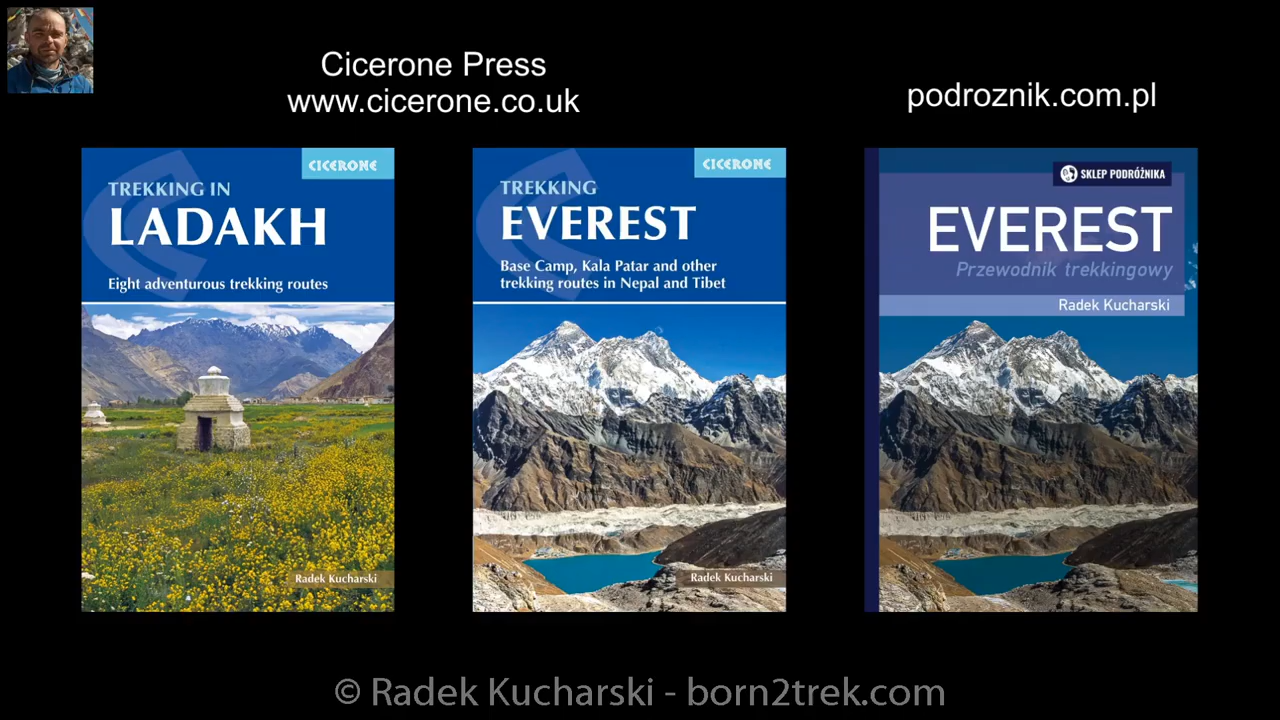 Cicerone Press
www.cicerone.co.uk
podroznik.com.pl
CICERONE
TREKKING IN
LADAKH
Eight adventurous trekking routes
Radek Kucharski
CICERONE
TREKKING
EVEREST
Base Camp, Kala Patar and other
trekking routes in Nepal and Tibet
Radek Kucharski
SKLEP PODRÓŻNIKA
EVEREST
Przewodnik trekkingowy
Radek Kucharski
© Radek Kucharski - born2trek.com